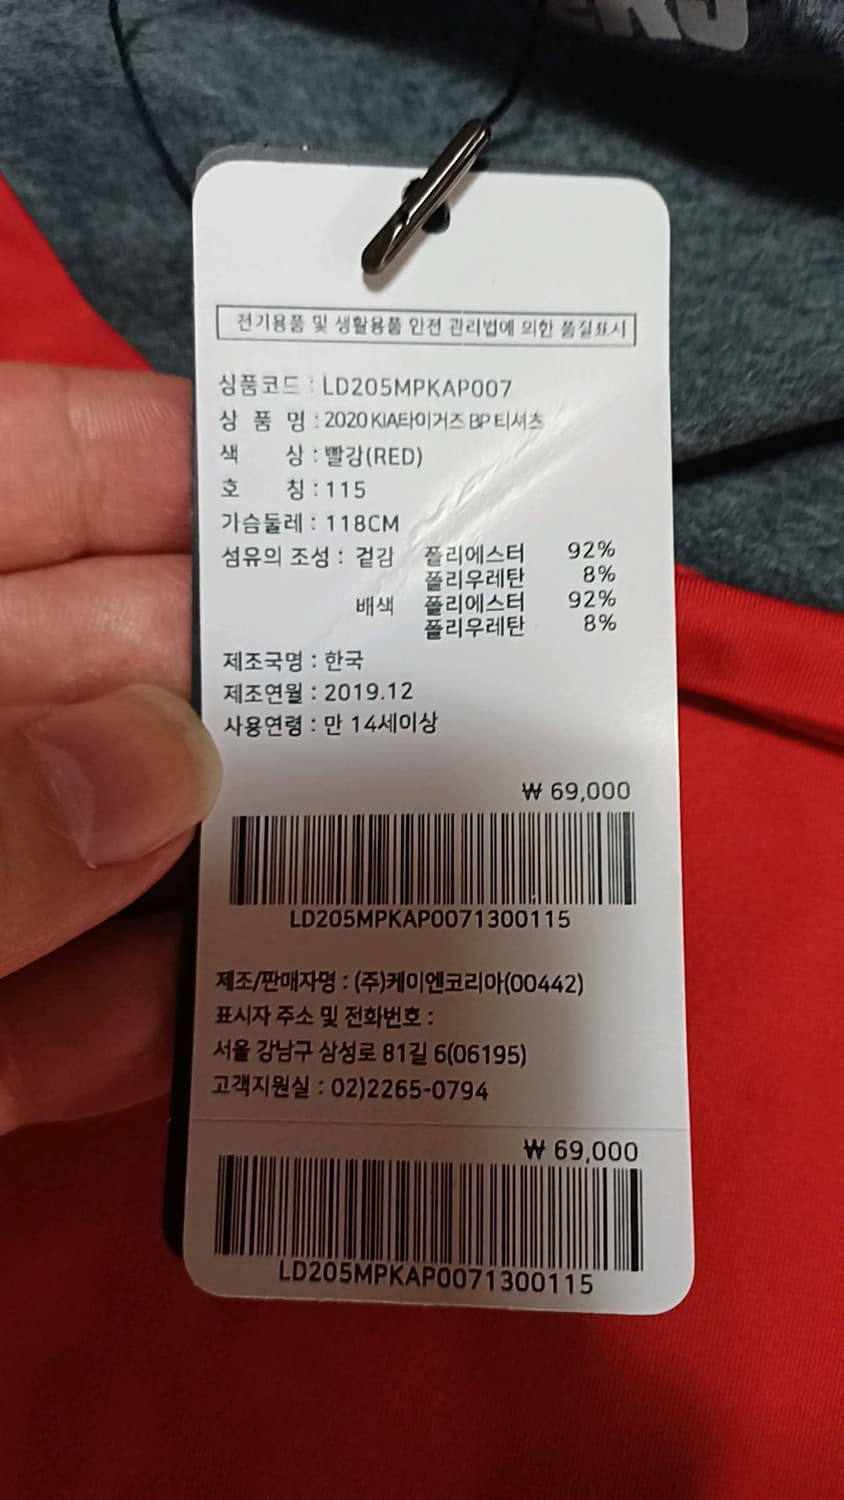 ERS
전기용품 및 생활용품 안전 관리법에 의한 품질표시
상품코드 : LD205MPKAP007
상 품 명 : 2020 KIA타이거즈 BP 티셔츠
색 상 : 빨강(RED)
호 칭 : 115
가슴둘레 : 118CM
섬유의 조성 : 겉감 폴리에스터 92%
폴리우레탄 8%
배색 폴리에스터 92%
폴리우레탄 8%
제조국명 : 한국
제조연월 : 2019.12
사용연령 : 만 14세이상
₩ 69,000
LD205MPKAP0071300115
제조/판매자명 : (주)케이엔코리아(00442)
표시자 주소 및 전화번호 :
서울 강남구 삼성로 81길 6(06195)
고객지원실 : 02)2265-0794
₩ 69,000
LD205MPKAP0071300115